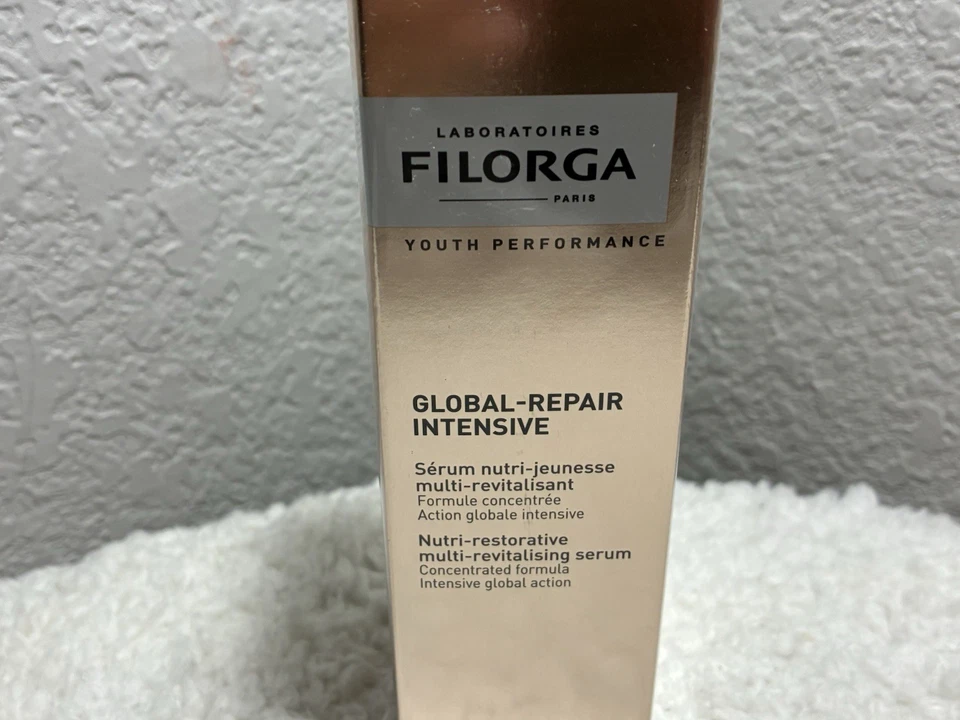 LABORATOIRES
FILORGA
PARIS
YOUTH PERFORMANCE
GLOBAL-REPAIR
INTENSIVE
Sérum nutri-jeunesse
multi-revitalisant
Formule concentrée
Action globale intensive
Nutri-restorative
multi-revitalising serum
Concentrated formula
Intensive global action